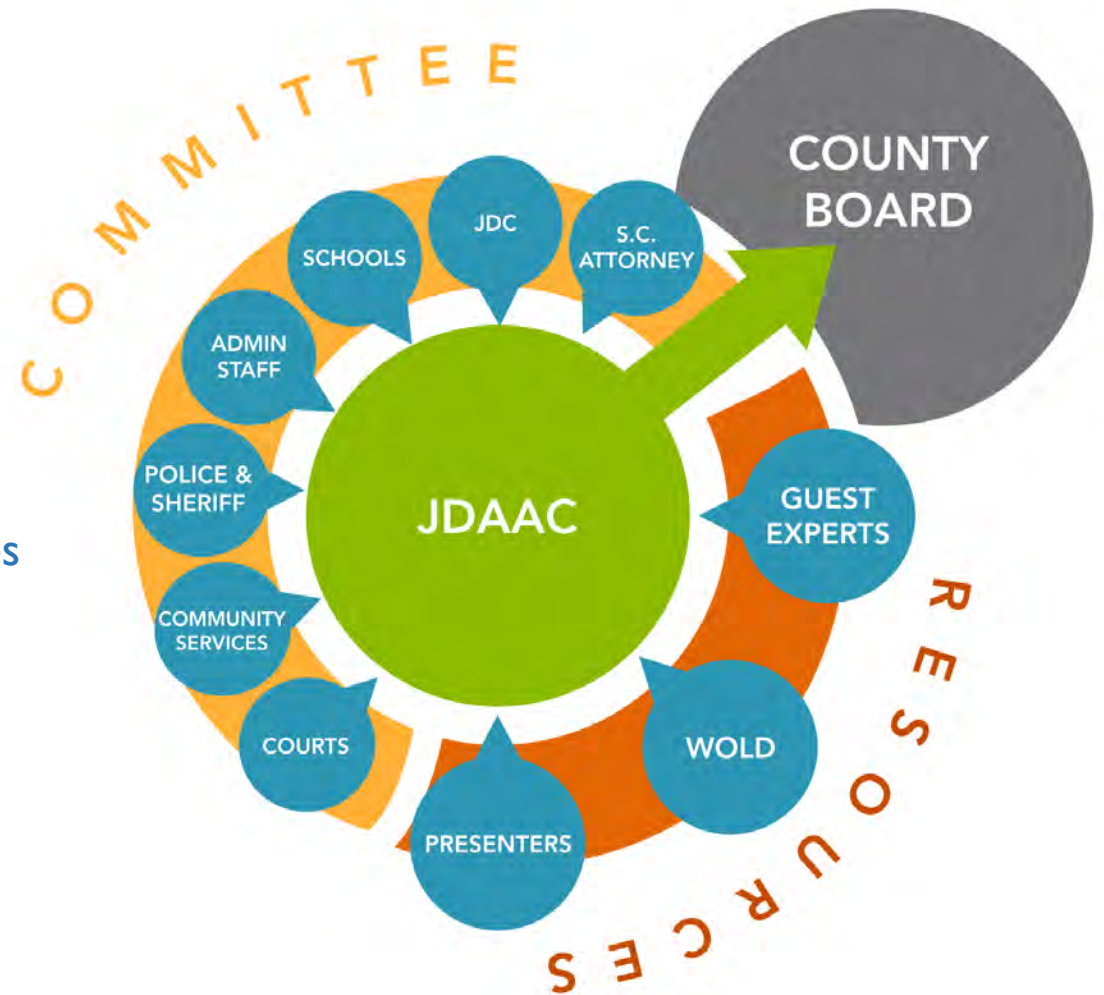 COMMITTEE
COUNTY
BOARD
JDC
S.C.
ATTORNEY
SCHOOLS
ADMIN
STAFF
POLICE &
SHERIFF
COMMUNITY
SERVICES
COURTS
JDAAC
GUEST
EXPERTS
WOLD
PRESENTERS
RESOURCES